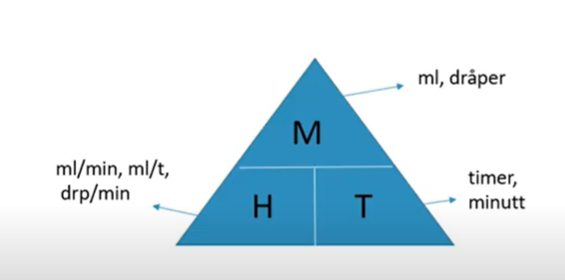 ml, dråper
M
ml/min, ml/t,
drp/min
H
T
timer,
minutt